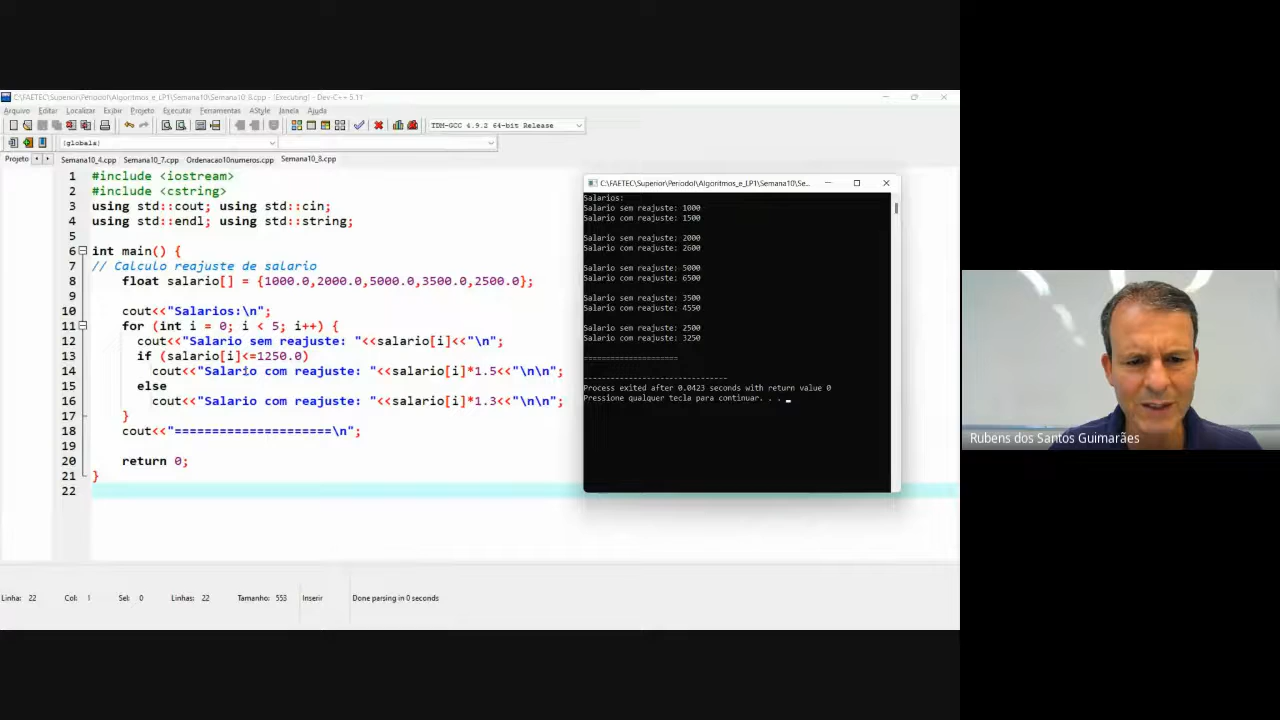 C:\FAETEC\Superior\PeriodoI\Algoritmos_e_LP1\Semana10\Semana10_8.cpp - [Executing] - Dev-C++ 5.11
Arquivo Editar Localizar Exibir Projeto Executar Ferramentas AStyle Janela Ajuda
TDM-GCC 4.9.2 64-bit Release
(globals)
Projeto Semana10_4.cpp Semana10_7.cpp Ordenacao10numeros.cpp Semana10_8.cpp
1 #include <iostream>
2 #include <cstring>
3 using std::cout; using std::cin;
4 using std::endl; using std::string;
5
6 int main() {
7 // Calculo reajuste de salario
8 float salario[] = {1000.0,2000.0,5000.0,3500.0,2500.0};
9
10 cout<<"Salarios:\n";
11 for (int i = 0; i < 5; i++) {
12 cout<<"Salario sem reajuste: "<<salario[i]<<"\n";
13 if (salario[i]<=1250.0)
14 cout<<"Salario com reajuste: "<<salario[i]*1.5<<"\n\n";
15 else
16 cout<<"Salario com reajuste: "<<salario[i]*1.3<<"\n\n";
17 }
18 cout<<"=====================\n";
19
20 return 0;
21 }
22
C:\FAETEC\Superior\PeriodoI\Algoritmos_e_LP1\Semana10\Se...
Salarios:
Salario sem reajuste: 1000
Salario com reajuste: 1500
Salario sem reajuste: 2000
Salario com reajuste: 2600
Salario sem reajuste: 5000
Salario com reajuste: 6500
Salario sem reajuste: 3500
Salario com reajuste: 4550
Salario sem reajuste: 2500
Salario com reajuste: 3250
=====================
--------------------------------
Process exited after 0.0423 seconds with return value 0
Pressione qualquer tecla para continuar. . . _
Linha: 22 Col: 1 Sel: 0 Linhas: 22 Tamanho: 553 Inserir Done parsing in 0 seconds
Rubens dos Santos Guimarães